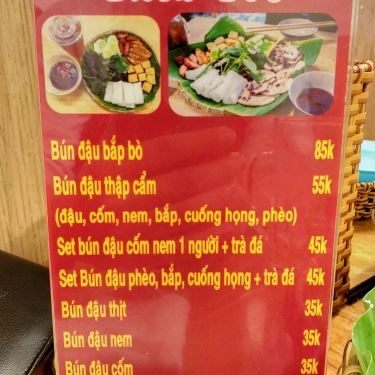 Bún đậu bắp bò 85k
Bún đậu thập cẩm 55k
(đậu, cốm, nem, bắp, cuống họng, phèo)
Set bún đậu cốm nem 1 người + trà đá 45k
Set Bún đậu phèo, bắp, cuống họng + trà đá 45k
Bún đậu thịt 35k
Bún đậu nem 35k
Bún đậu cốm 35k